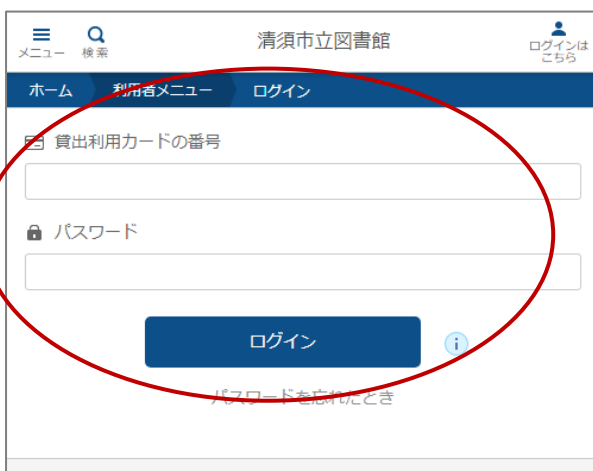 メニュー 検索 清須市立図書館 ログインは
こちら
ホーム 利用者メニュー ログイン
貸出利用カードの番号
パスワード
ログイン i
パスワードを忘れたとき